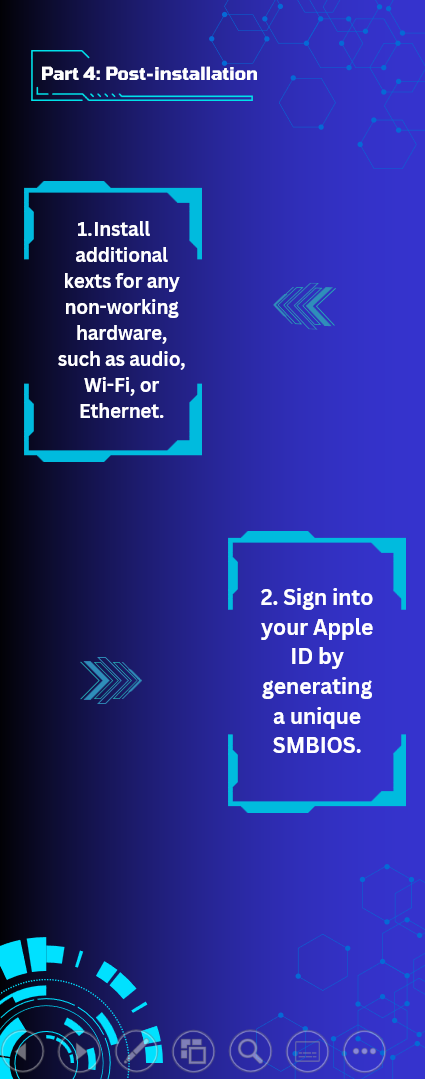 Part 4: Post-installation
1.Install
additional
kexts for any
non-working
hardware,
such as audio,
Wi-Fi, or
Ethernet.
2. Sign into
your Apple
ID by
generating
a unique
SMBIOS.